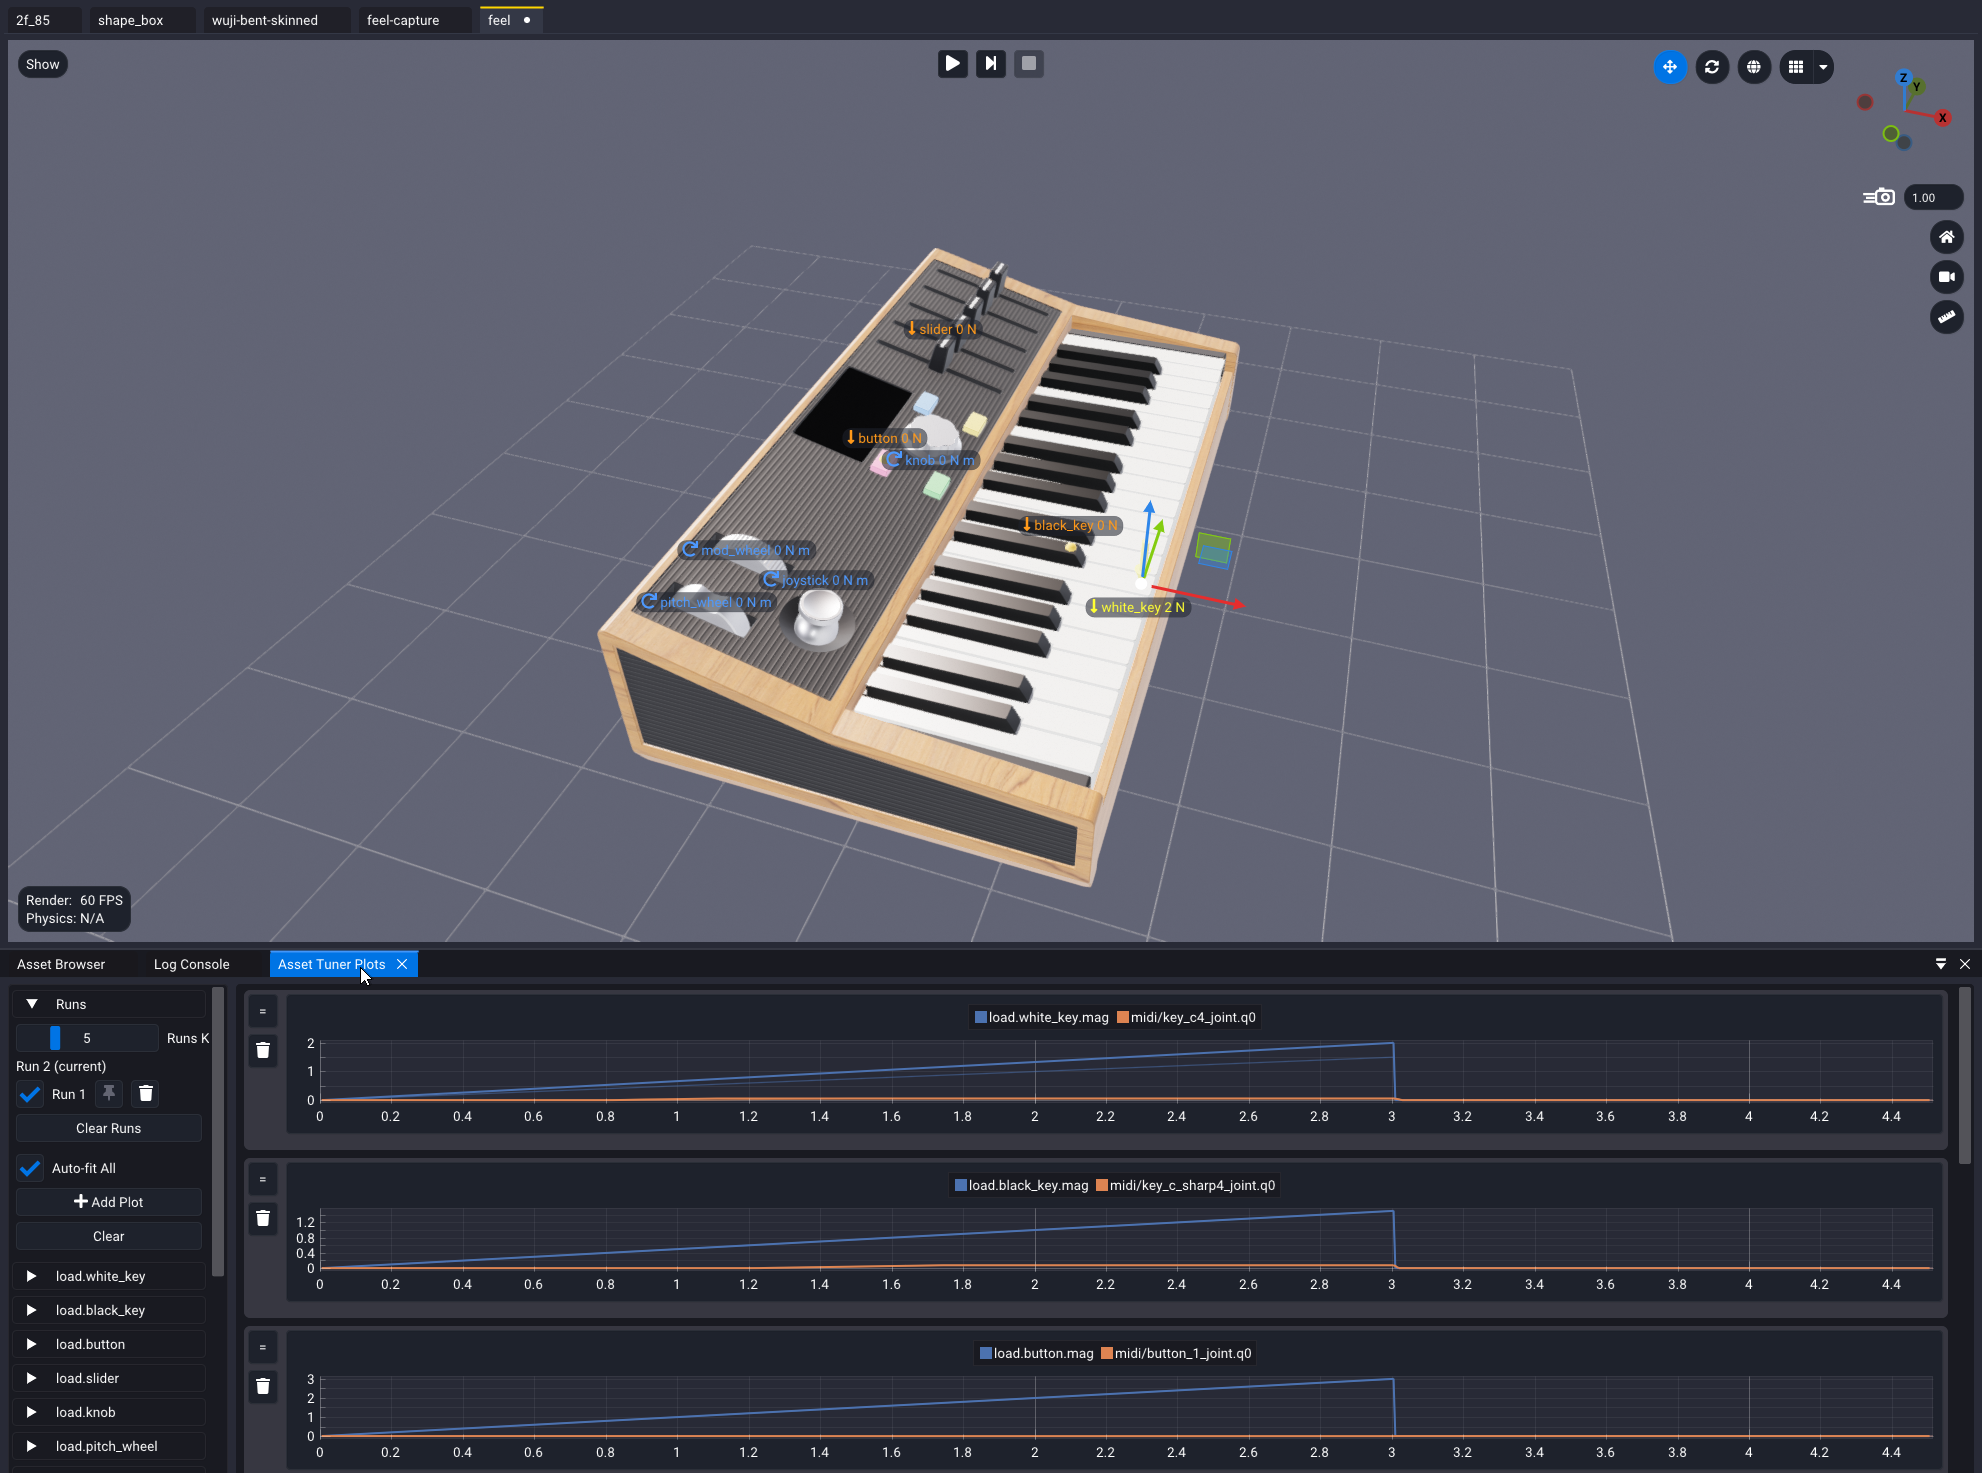 2f_85
shape_box
wuji-bent-skinned
feel-capture
feel
Show
Z
Y
X
1.00
slider 0 N
button 0 N
knob 0 N m
black_key 0 N
mod_wheel 0 N m
joystick 0 N m
pitch_wheel 0 N m
white_key 2 N
Render: 60 FPS
Physics: N/A
Asset Browser
Log Console
Asset Tuner Plots
Runs
5
Runs K
Run 2 (current)
Run 1
Clear Runs
Auto-fit All
Add Plot
Clear
load.white_key
load.black_key
load.button
load.slider
load.knob
load.pitch_wheel
=
load.white_key.mag midi/key_c4_joint.q0
2
1
0
0 0.2 0.4 0.6 0.8 1 1.2 1.4 1.6 1.8 2 2.2 2.4 2.6 2.8 3 3.2 3.4 3.6 3.8 4 4.2 4.4
=
load.black_key.mag midi/key_c_sharp4_joint.q0
1.2
0.8
0.4
0
0 0.2 0.4 0.6 0.8 1 1.2 1.4 1.6 1.8 2 2.2 2.4 2.6 2.8 3 3.2 3.4 3.6 3.8 4 4.2 4.4
=
load.button.mag midi/button_1_joint.q0
3
2
1
0
0 0.2 0.4 0.6 0.8 1 1.2 1.4 1.6 1.8 2 2.2 2.4 2.6 2.8 3 3.2 3.4 3.6 3.8 4 4.2 4.4